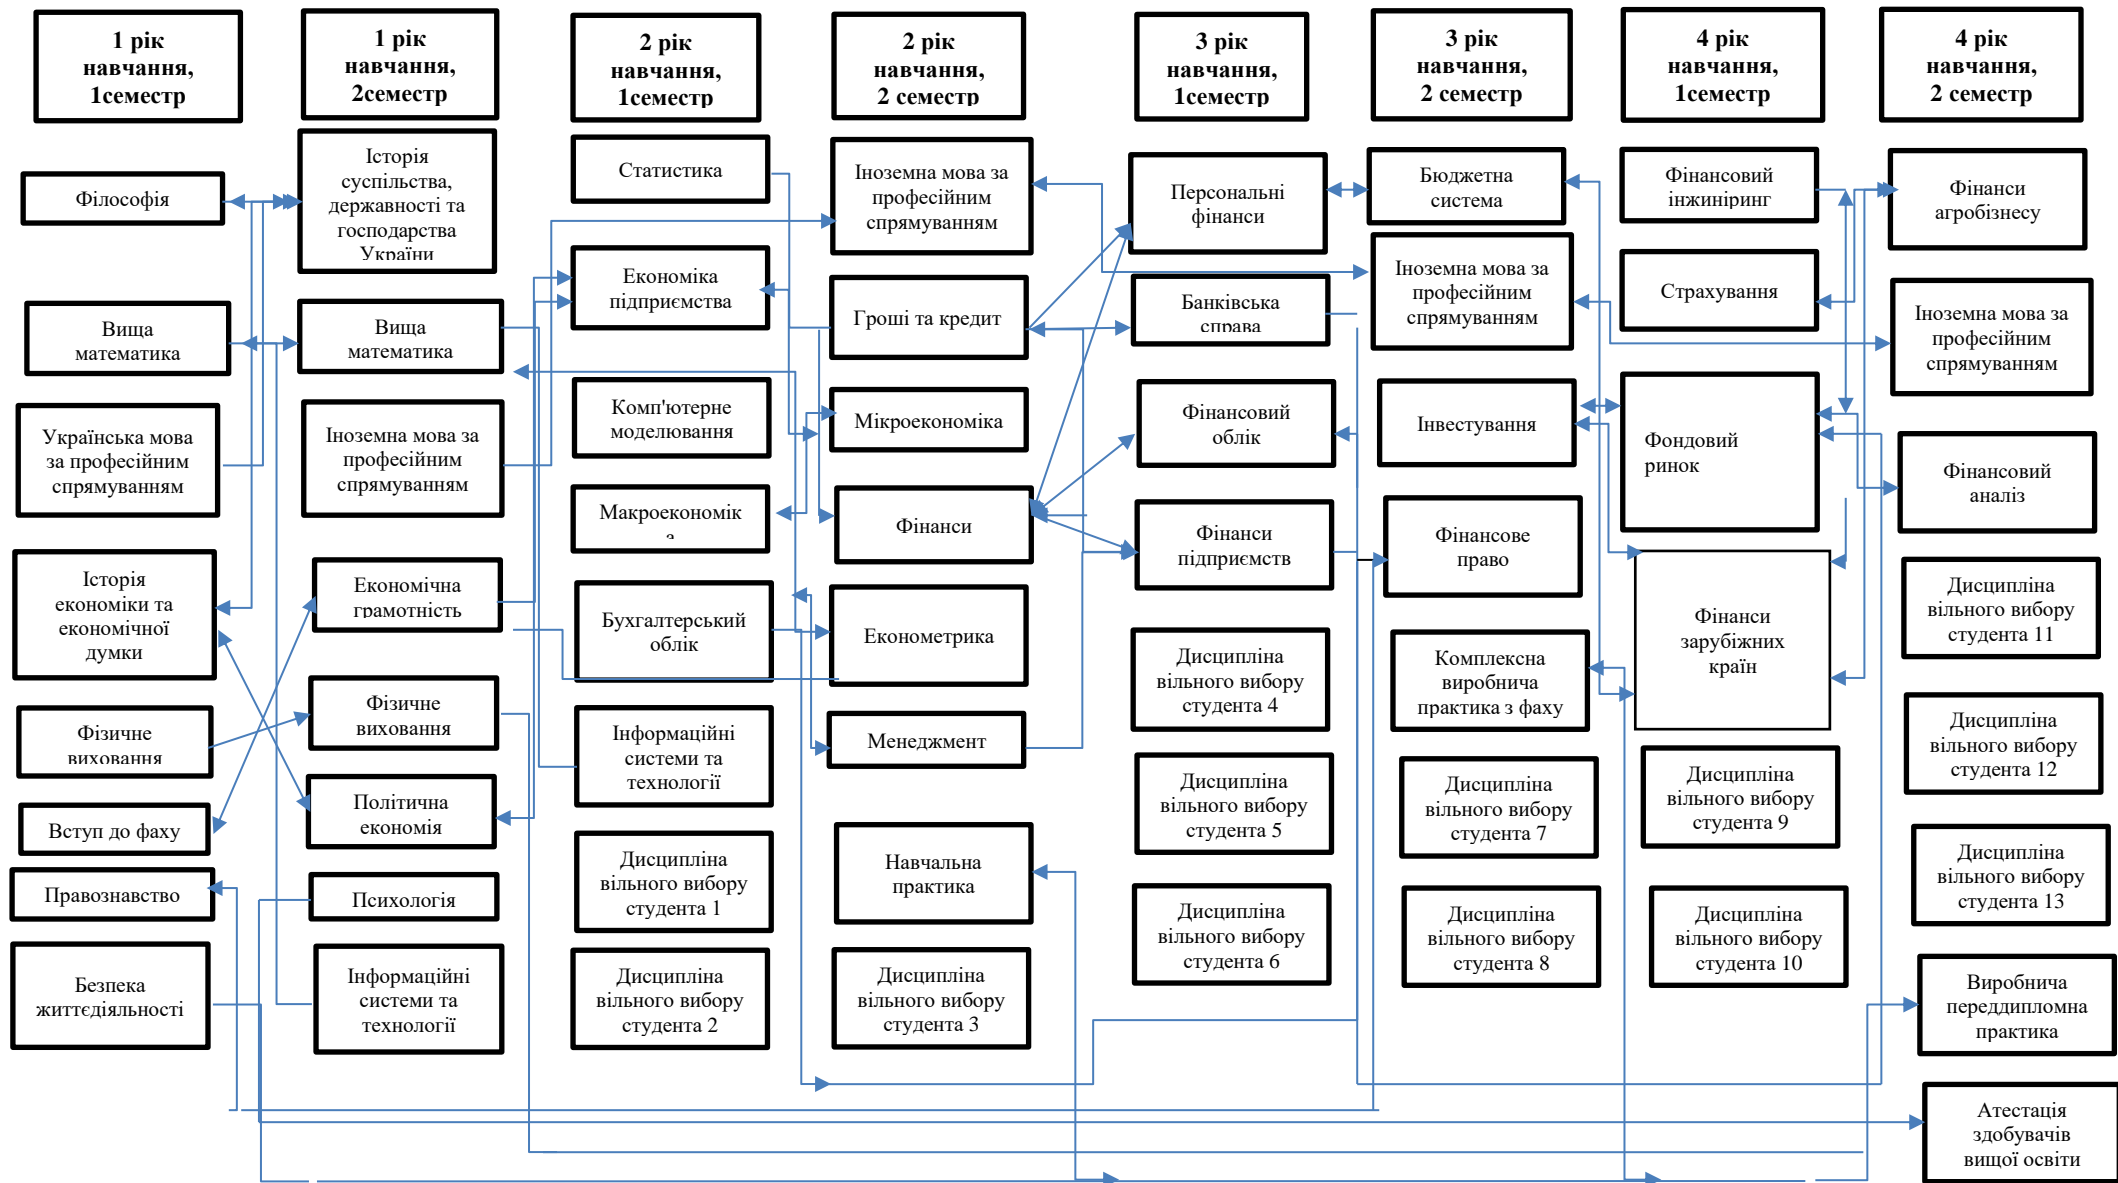 1 рік
навчання,
1семестр
1 рік
навчання,
2семестр
2 рік
навчання,
1семестр
2 рік
навчання,
2 семестр
3 рік
навчання,
1семестр
3 рік
навчання,
2 семестр
4 рік
навчання,
1семестр
4 рік
навчання,
2 семестр
Філософія
Вища
математика
Українська мова
за професійним
спрямуванням
Історія
економіки та
економічної
думки
Фізичне
виховання
Вступ до фаху
Правознавство
Безпека
життєдіяльності
Історія
суспільства,
державності та
господарства
України
Вища
математика
Іноземна мова за
професійним
спрямуванням
Економічна
грамотність
Фізичне
виховання
Політична
економія
Психологія
Інформаційні
системи та
технології
Статистика
Економіка
підприємства
Комп'ютерне
моделювання
Макроекономік
а
Бухгалтерський
облік
Інформаційні
системи та
технології
Дисципліна
вільного вибору
студента 1
Дисципліна
вільного вибору
студента 2
Іноземна мова за
професійним
спрямуванням
Гроші та кредит
Мікроекономіка
Фінанси
Економетрика
Менеджмент
Навчальна
практика
Дисципліна
вільного вибору
студента 3
Персональні
фінанси
Банківська
справа
Фінансовий
облік
Фінанси
підприємств
Дисципліна
вільного вибору
студента 4
Дисципліна
вільного вибору
студента 5
Дисципліна
вільного вибору
студента 6
Бюджетна
система
Іноземна мова за
професійним
спрямуванням
Інвестування
Фінансове
право
Комплексна
виробнича
практика з фаху
Дисципліна
вільного вибору
студента 7
Дисципліна
вільного вибору
студента 8
Фінансовий
інжиніринг
Страхування
Фондовий
ринок
Фінанси
зарубіжних
країн
Дисципліна
вільного вибору
студента 9
Дисципліна
вільного вибору
студента 10
Фінанси
агробізнесу
Іноземна мова за
професійним
спрямуванням
Фінансовий
аналіз
Дисципліна
вільного вибору
студента 11
Дисципліна
вільного вибору
студента 12
Дисципліна
вільного вибору
студента 13
Виробнича
переддипломна
практика
Атестація
здобувачів
вищої освіти